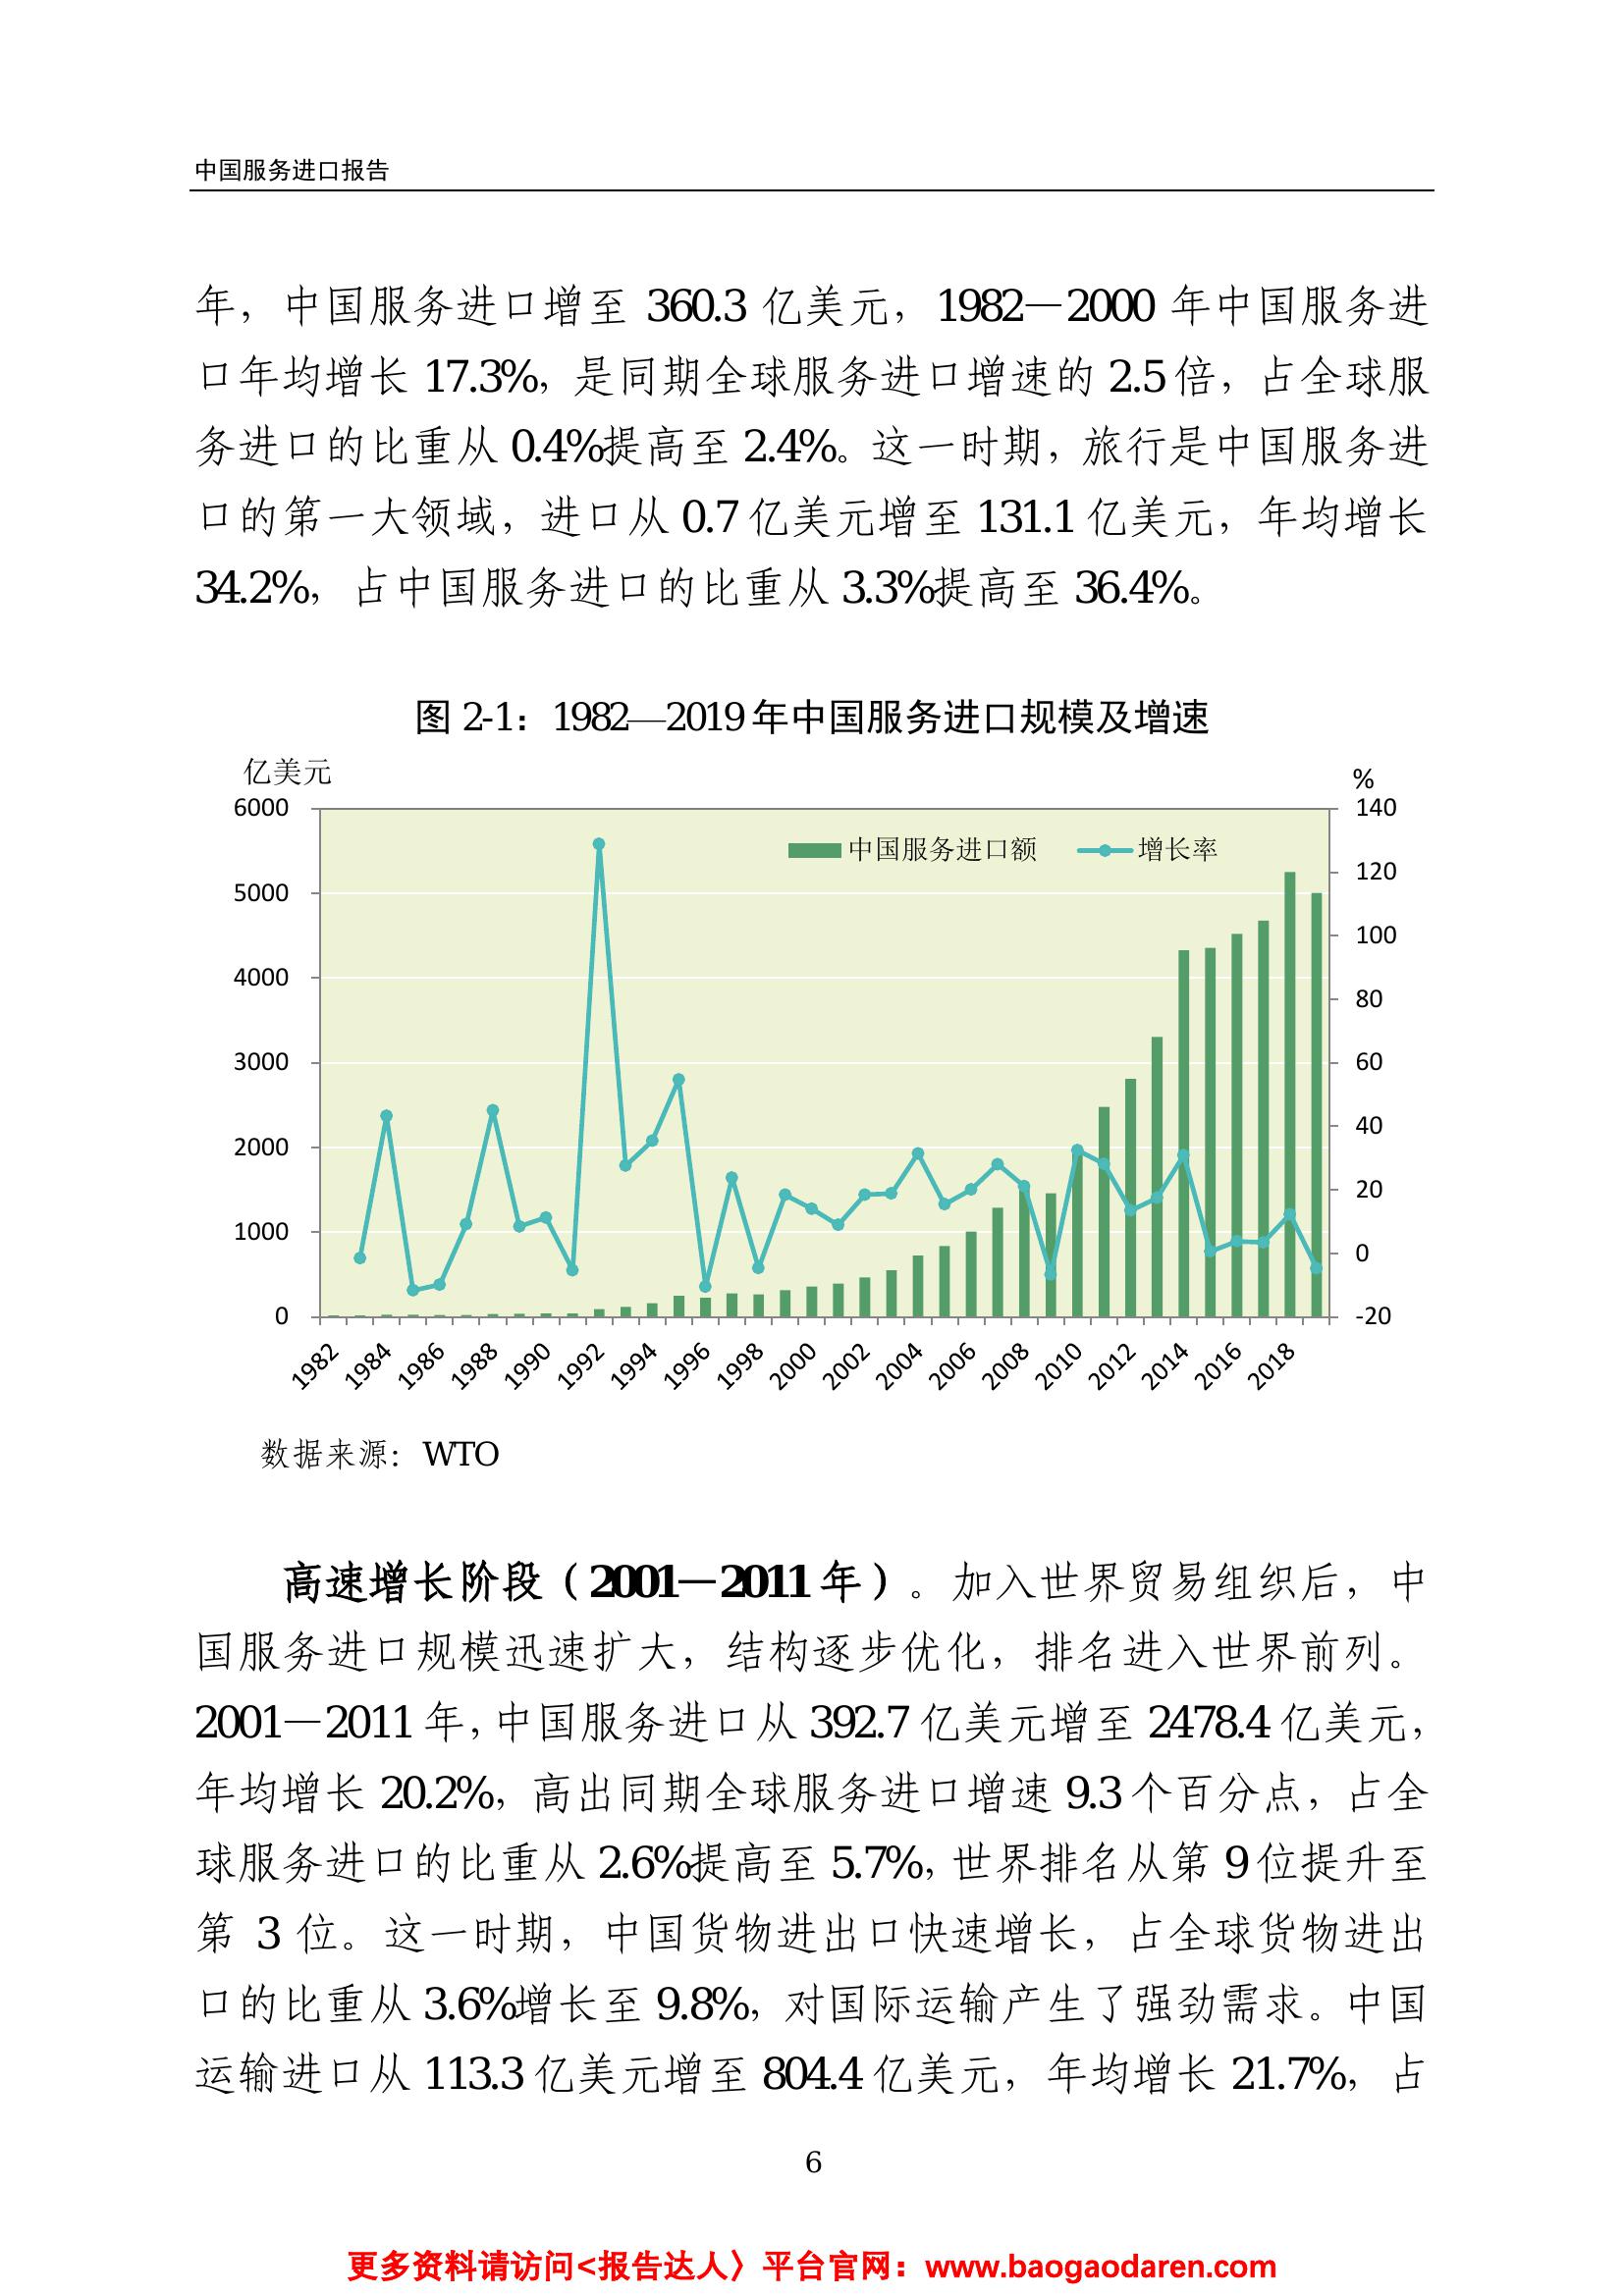 中国服务进口报告
年，中国服务进口增至 360.3 亿美元，1982—2000 年中国服务进
口年均增长 17.3%，是同期全球服务进口增速的 2.5 倍，占全球服
务进口的比重从 0.4%提高至 2.4%。这一时期，旅行是中国服务进
口的第一大领域，进口从 0.7 亿美元增至 131.1 亿美元，年均增长
34.2%，占中国服务进口的比重从 3.3%提高至 36.4%。
图 2-1：1982—2019 年中国服务进口规模及增速
亿美元
%
6000
5000
4000
3000
2000
1000
0
中国服务进口额
增长率
140
120
100
80
60
40
20
0
-20
1982
1984
1986
1988
1990
1992
1994
1996
1998
2000
2002
2004
2006
2008
2010
2012
2014
2016
2018
数据来源：WTO
高速增长阶段（2001—2011 年）。加入世界贸易组织后，中
国服务进口规模迅速扩大，结构逐步优化，排名进入世界前列。
2001—2011 年，中国服务进口从 392.7 亿美元增至 2478.4 亿美元，
年均增长 20.2%，高出同期全球服务进口增速 9.3 个百分点，占全
球服务进口的比重从 2.6%提高至 5.7%，世界排名从第 9 位提升至
第 3 位。这一时期，中国货物进出口快速增长，占全球货物进出
口的比重从 3.6%增长至 9.8%，对国际运输产生了强劲需求。中国
运输进口从 113.3 亿美元增至 804.4 亿美元，年均增长 21.7%，占
6
更多资料请访问<报告达人〉平台官网：www.baogaodaren.com